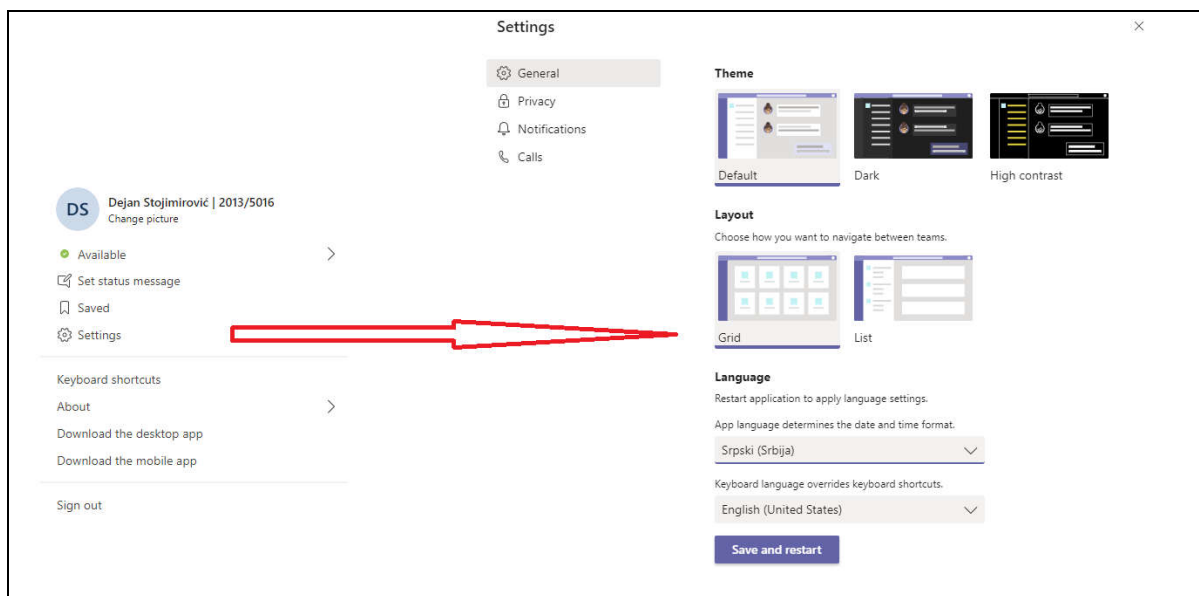 Settings
General
Privacy
Notifications
Calls
Theme
Default
Dark
High contrast
Layout
Choose how you want to navigate between teams.
Grid
List
Language
Restart application to apply language settings.
App language determines the date and time format.
Srpski (Srbija)
Keyboard language overrides keyboard shortcuts.
English (United States)
Save and restart
DS
Dejan Stojimirović | 2013/5016
Change picture
Available
Set status message
Saved
Settings
Keyboard shortcuts
About
Download the desktop app
Download the mobile app
Sign out